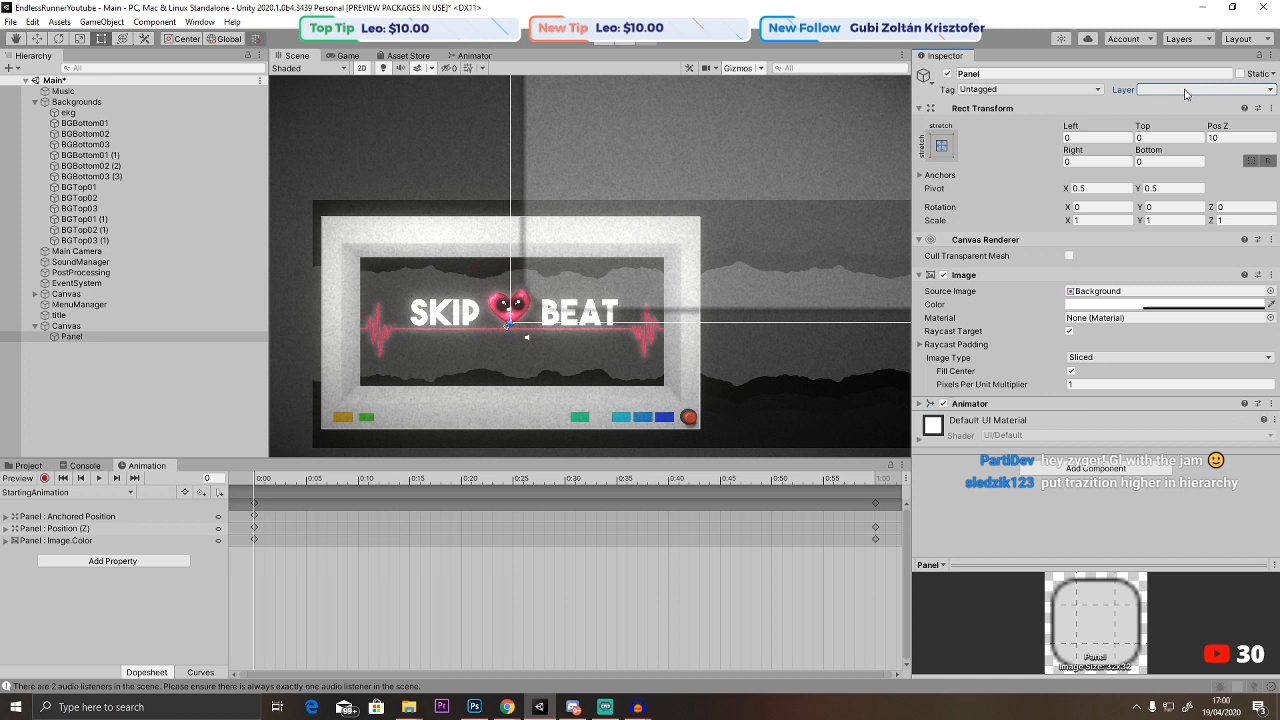 EndlessRunnerYoutube - Main - PC, Mac & Linux Standalone - Unity 2020.1.0b4.3439 Personal [PREVIEW PACKAGES IN USE] <DX11>
Top Tip Leo: $10.00
New Tip Leo: $10.00
New Follow Gubi Zoltán Krisztofer
Center Global
Account Layers Layout
Scene Game Asset Store Animator
Shaded 2D 0 Gizmos All
All
Main*
Music
Backgrounds
ekg
BGBottom01
BGBottom02
BGBottom03
BGBottom01 (1)
BGBottom03 (2)
BGBottom03 (3)
BGTop01
BGTop02
BGTop03
BGTop01 (1)
BGTop02 (1)
BGTop03 (1)
Main Camera
SoundManager
PostProcessing
EventSystem
Canvas
MenuManager
title
Canvas
Panel
SKIP BEAT
Inspector
Panel Static
Tag Untagged Layer
Rect Transform
stretch
stretch
Left Top Pos Z
0 0 10
Right Bottom
0 0 R
Anchors
Pivot X 0.5 Y 0.5
Rotation X 0 Y 0 Z 0
Scale X 1 Y 1 Z 1
Canvas Renderer
Cull Transparent Mesh
Image
Source Image Background
Color
Material None (Material)
Raycast Target
Raycast Padding
Image Type Sliced
Fill Center
Pixels Per Unit Multiplier 1
Animator
Default UI Material
Shader UI/Default
Add Component
PartiDev hey zyger! Gl with the jam
sledzik123 put trazition higher in hierarchy
Panel
Panel
Image Size: 32x32
30
Project Console Animation
Preview 0
0:00 0:05 0:10 0:15 0:20 0:25 0:30 0:35 0:40 0:45 0:50 0:55 1:00
StartingAnimation
Panel : Anchored Position
Panel : Position (Z)
Panel : Image.Color
Add Property
Dopesheet Curves
There are 2 audio listeners in the scene. Please ensure there is always exactly one audio listener in the scene.
Type here to search
99+
17:00
19/04/2020